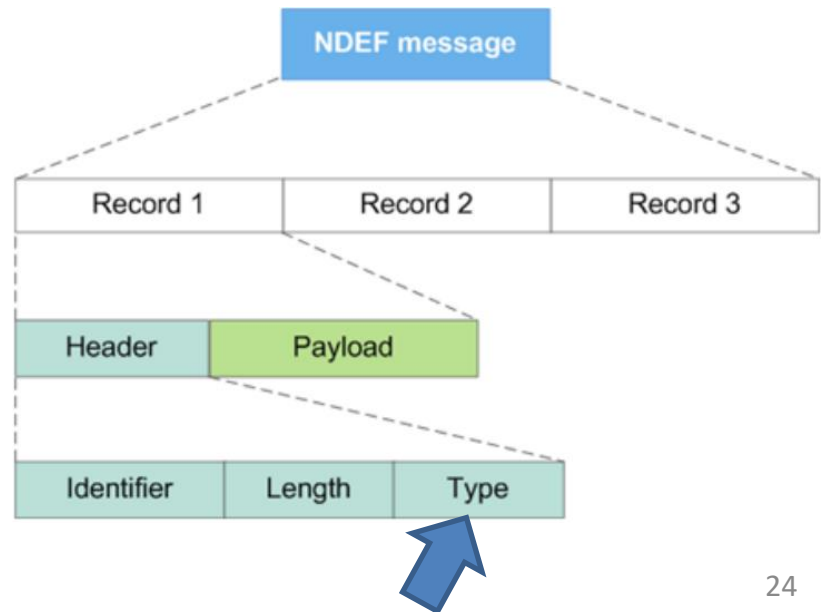 NDEF message
Record 1 Record 2 Record 3
Header Payload
Identifier Length Type
24